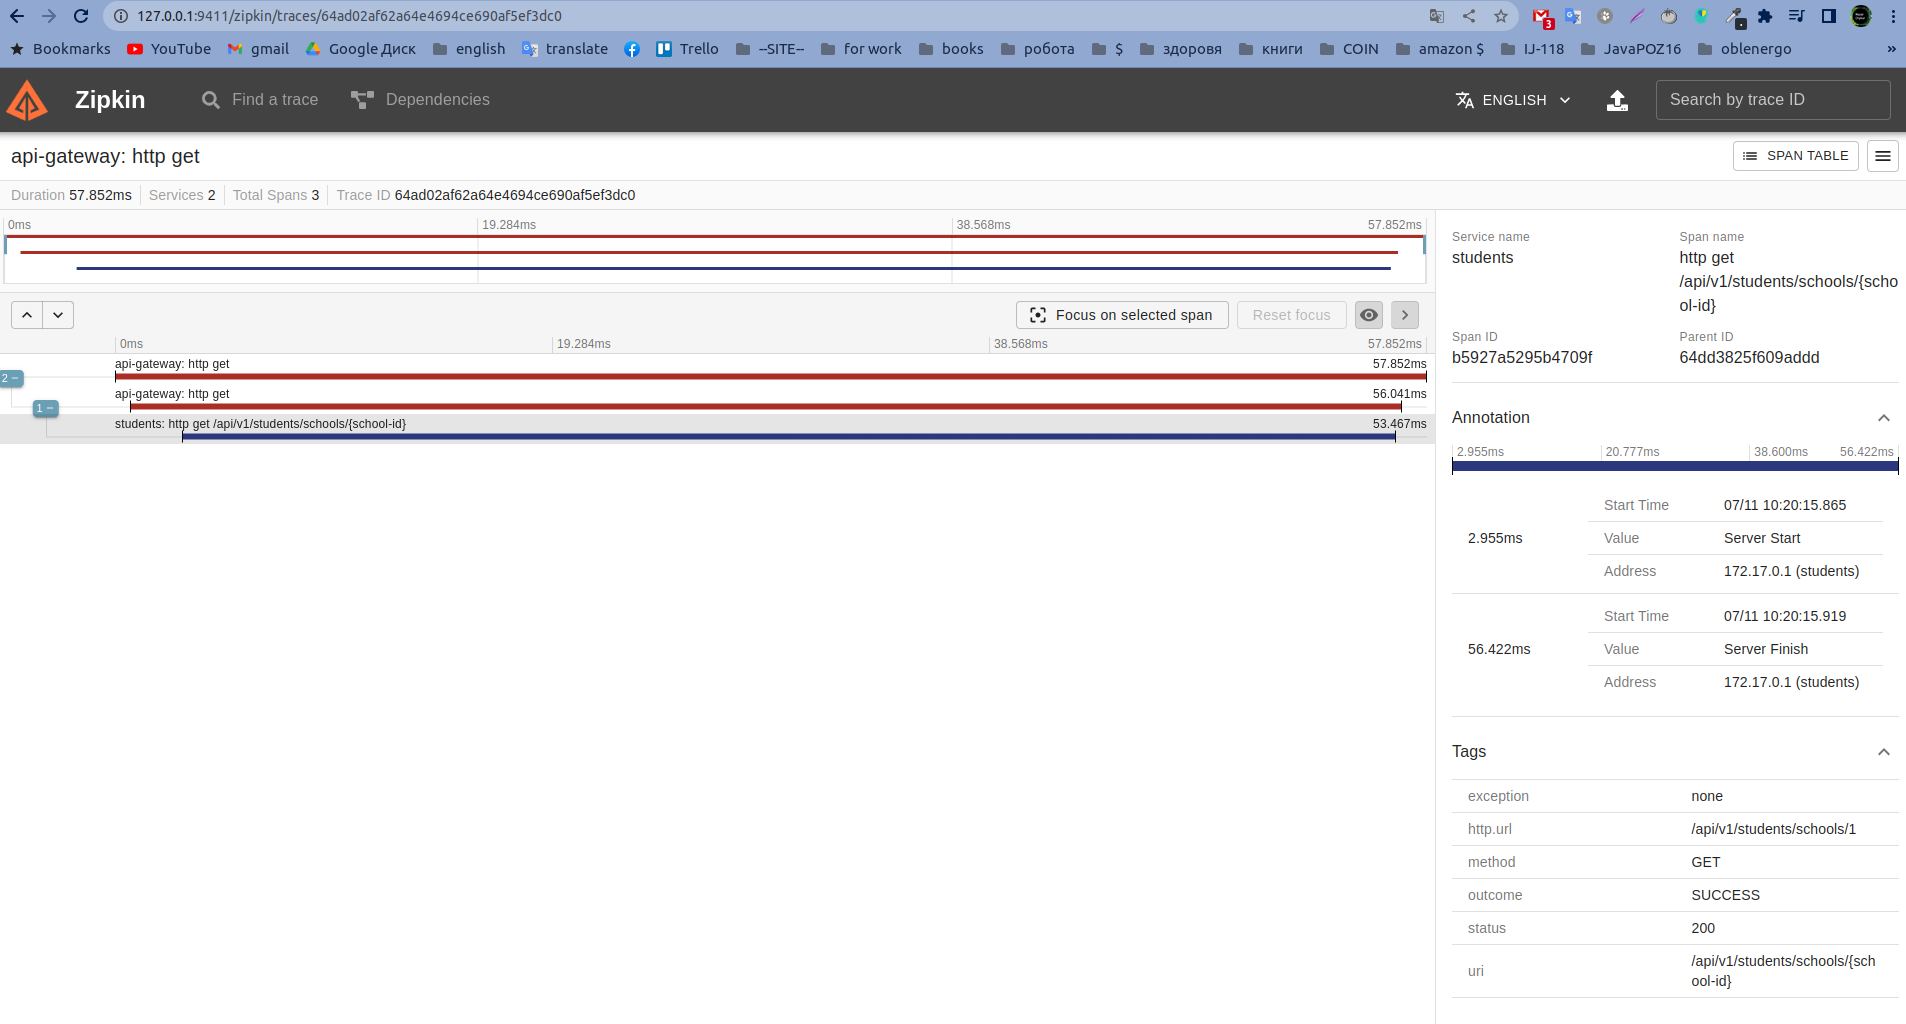 127.0.0.1:9411/zipkin/traces/64ad02af62a64e4694ce690af5ef3dc0
3
Bookmarks YouTube gmail Google Диск english translate Trello --SITE-- for work books робота $ здоровя книги COIN amazon $ IJ-118 JavaPOZ16 oblenergo »
Zipkin Find a trace Dependencies ENGLISH Search by trace ID
api-gateway: http get SPAN TABLE
Duration 57.852ms Services 2 Total Spans 3 Trace ID 64ad02af62a64e4694ce690af5ef3dc0
0ms 19.284ms 38.568ms 57.852ms
Focus on selected span Reset focus
0ms 19.284ms 38.568ms 57.852ms
api-gateway: http get 57.852ms
2 −
api-gateway: http get 56.041ms
1 −
students: http get /api/v1/students/schools/{school-id} 53.467ms
Service name Span name
students http get
/api/v1/students/schools/{scho
ol-id}
Span ID Parent ID
b5927a5295b4709f 64dd3825f609addd
Annotation
2.955ms 20.777ms 38.600ms 56.422ms
Start Time 07/11 10:20:15.865
2.955ms Value Server Start
Address 172.17.0.1 (students)
Start Time 07/11 10:20:15.919
56.422ms Value Server Finish
Address 172.17.0.1 (students)
Tags
exception none
http.url /api/v1/students/schools/1
method GET
outcome SUCCESS
status 200
uri /api/v1/students/schools/{sch
ool-id}